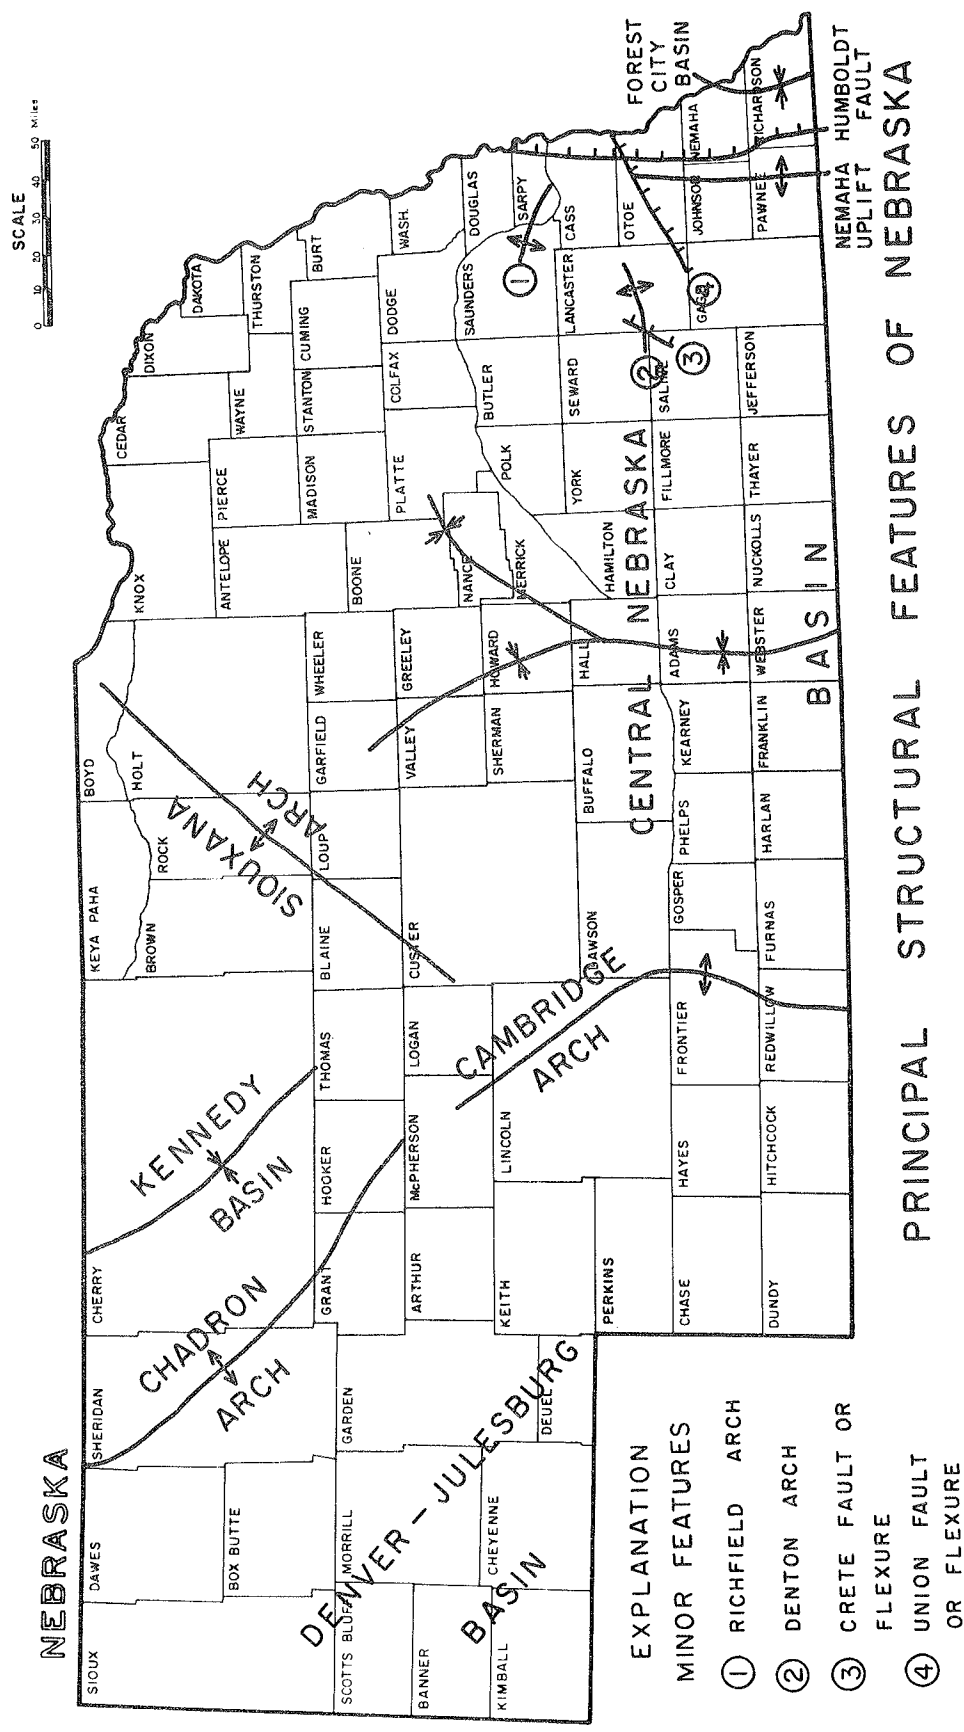 NEBRASKA
SCALE
0 10 20 30 40 50 Miles
SIOUX
DAWES
SHERIDAN
CHERRY
KEYA PAHA
BOYD
BOX BUTTE
BROWN
ROCK
HOLT
KNOX
CEDAR
DIXON
DAKOTA
THURSTON
WAYNE
PIERCE
ANTELOPE
CHADRON
ARCH
KENNEDY
BASIN
SIOUXANA
ARCH
SCOTTS BLUFF
MORRILL
GARDEN
GRANT
HOOKER
THOMAS
BLAINE
LOUP
GARFIELD
WHEELER
BOONE
MADISON
STANTON
CUMING
BURT
BANNER
ARTHUR
McPHERSON
LOGAN
CUSTER
VALLEY
GREELEY
NANCE
PLATTE
COLFAX
DODGE
WASH.
KIMBALL
CHEYENNE
DEUEL
KEITH
LINCOLN
SHERMAN
HOWARD
MERRICK
POLK
BUTLER
SAUNDERS
DOUGLAS
SARPY
DENVER - JULESBURG
BASIN
CAMBRIDGE
ARCH
PERKINS
DAWSON
BUFFALO
HALL
HAMILTON
YORK
SEWARD
LANCASTER
CASS
OTOE
CHASE
HAYES
FRONTIER
GOSPER
PHELPS
KEARNEY
ADAMS
CLAY
FILLMORE
SALINE
GAGE
JOHNSON
NEMAHA
DUNDY
HITCHCOCK
REDWILLOW
FURNAS
HARLAN
FRANKLIN
WEBSTER
NUCKOLLS
THAYER
JEFFERSON
PAWNEE
RICHARDSON
CENTRAL NEBRASKA
BASIN
1
2
3
4
FOREST
CITY
BASIN
NEMAHA HUMBOLDT
UPLIFT FAULT
EXPLANATION
MINOR FEATURES
1 RICHFIELD ARCH
2 DENTON ARCH
3 CRETE FAULT OR
FLEXURE
4 UNION FAULT
OR FLEXURE
PRINCIPAL STRUCTURAL FEATURES OF NEBRASKA